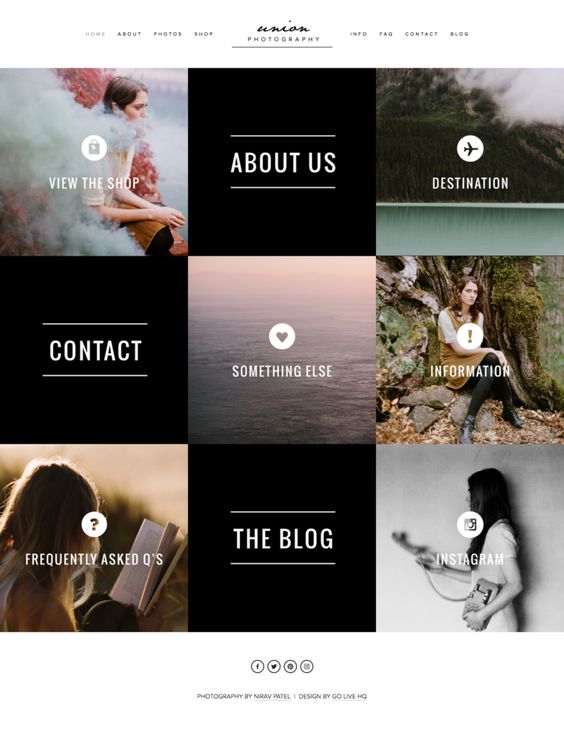 HOME ABOUT PHOTOS SHOP
union
PHOTOGRAPHY
INFO FAQ CONTACT BLOG
VIEW THE SHOP
ABOUT US
DESTINATION
CONTACT
SOMETHING ELSE
!
INFORMATION
?
FREQUENTLY ASKED Q'S
THE BLOG
INSTAGRAM
PHOTOGRAPHY BY NIRAV PATEL | DESIGN BY GO LIVE HQ